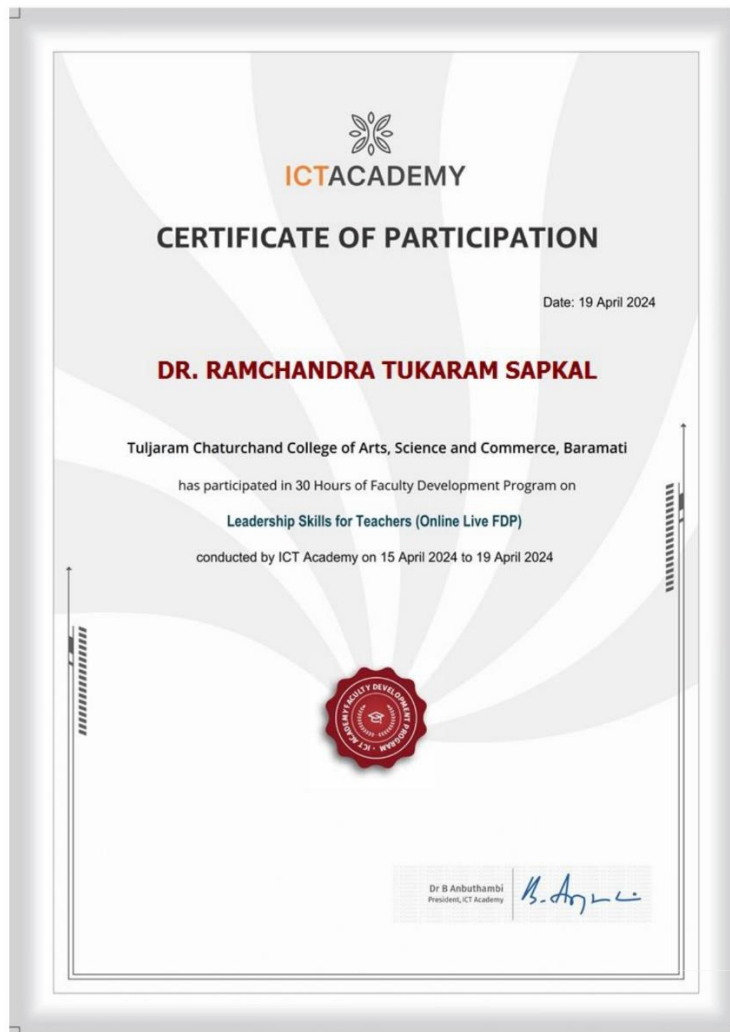 ICTACADEMY
CERTIFICATE OF PARTICIPATION
Date: 19 April 2024
DR. RAMCHANDRA TUKARAM SAPKAL
Tuljaram Chaturchand College of Arts, Science and Commerce, Baramati
has participated in 30 Hours of Faculty Development Program on
Leadership Skills for Teachers (Online Live FDP)
conducted by ICT Academy on 15 April 2024 to 19 April 2024
FACULTY DEVELOPMENT PROGRAM · ICT ACADEMY
Dr B Anbuthambi
President, ICT Academy